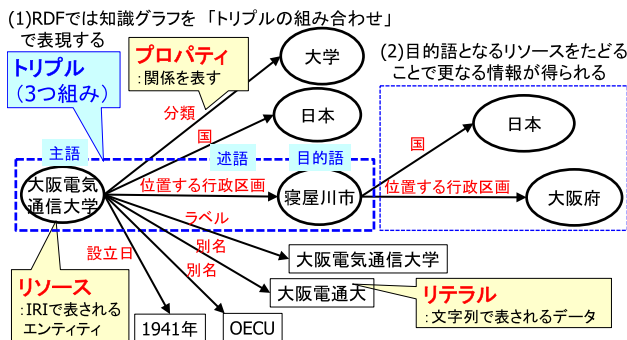 (1)RDFでは知識グラフを「トリプルの組み合わせ」
で表現する
トリプル
(3つ組み)
プロパティ
:関係を表す
大学
(2)目的語となるリソースをたどる
ことで更なる情報が得られる
分類
日本
国
国
日本
主語
述語
目的語
大阪電気
通信大学
位置する行政区画
寝屋川市
位置する行政区画
大阪府
ラベル
設立日
別名
別名
大阪電気通信大学
リソース
:IRIで表される
エンティティ
大阪電通大
リテラル
:文字列で表されるデータ
1941年
OECU